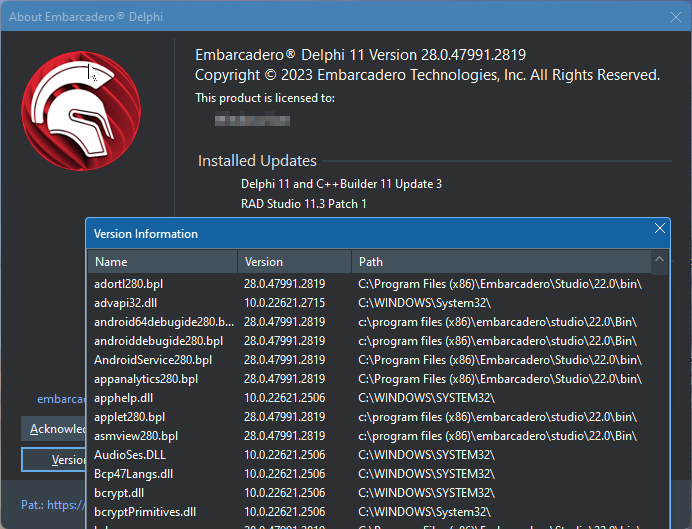 About Embarcadero® Delphi
Embarcadero® Delphi 11 Version 28.0.47991.2819
Copyright © 2023 Embarcadero Technologies, Inc. All Rights Reserved.
This product is licensed to:
Installed Updates
Delphi 11 and C++Builder 11 Update 3
RAD Studio 11.3 Patch 1
Version Information
Name Version Path
adortl280.bpl 28.0.47991.2819 C:\Program Files (x86)\Embarcadero\Studio\22.0\bin\
advapi32.dll 10.0.22621.2715 C:\WINDOWS\System32\
android64debugide280.b... 28.0.47991.2819 c:\program files (x86)\embarcadero\studio\22.0\Bin\
androiddebugide280.bpl 28.0.47991.2819 c:\program files (x86)\embarcadero\studio\22.0\Bin\
AndroidService280.bpl 28.0.47991.2819 C:\Program Files (x86)\Embarcadero\Studio\22.0\bin\
appanalytics280.bpl 28.0.47991.2819 C:\Program Files (x86)\Embarcadero\Studio\22.0\bin\
apphelp.dll 10.0.22621.2506 C:\WINDOWS\SYSTEM32\
applet280.bpl 28.0.47991.2819 c:\program files (x86)\embarcadero\studio\22.0\Bin\
asmview280.bpl 28.0.47991.2819 c:\program files (x86)\embarcadero\studio\22.0\Bin\
AudioSes.DLL 10.0.22621.2506 C:\WINDOWS\SYSTEM32\
Bcp47Langs.dll 10.0.22621.2506 C:\WINDOWS\SYSTEM32\
bcrypt.dll 10.0.22621.2506 C:\WINDOWS\SYSTEM32\
bcryptPrimitives.dll 10.0.22621.2506 C:\WINDOWS\System32\
embarcad
Acknowled
Version
Pat.: https:/